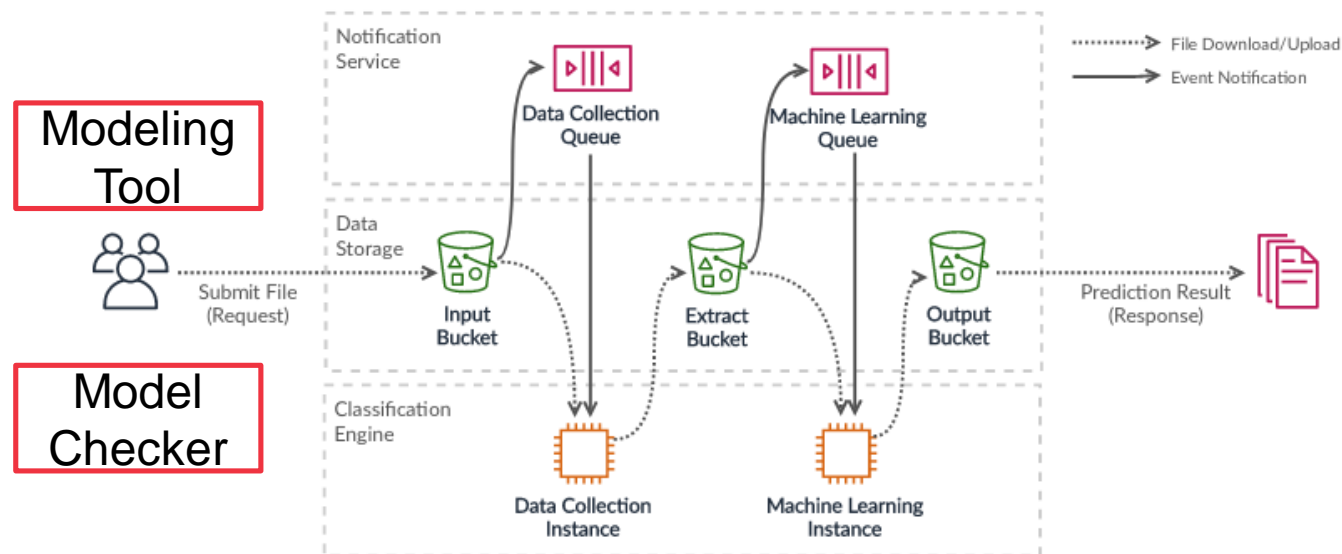 Notification
Service
File Download/Upload
Event Notification
Data Collection
Queue
Machine Learning
Queue
Modeling
Tool
Data
Storage
Submit File
(Request)
Input
Bucket
Extract
Bucket
Output
Bucket
Prediction Result
(Response)
Model
Checker
Classification
Engine
Data Collection
Instance
Machine Learning
Instance